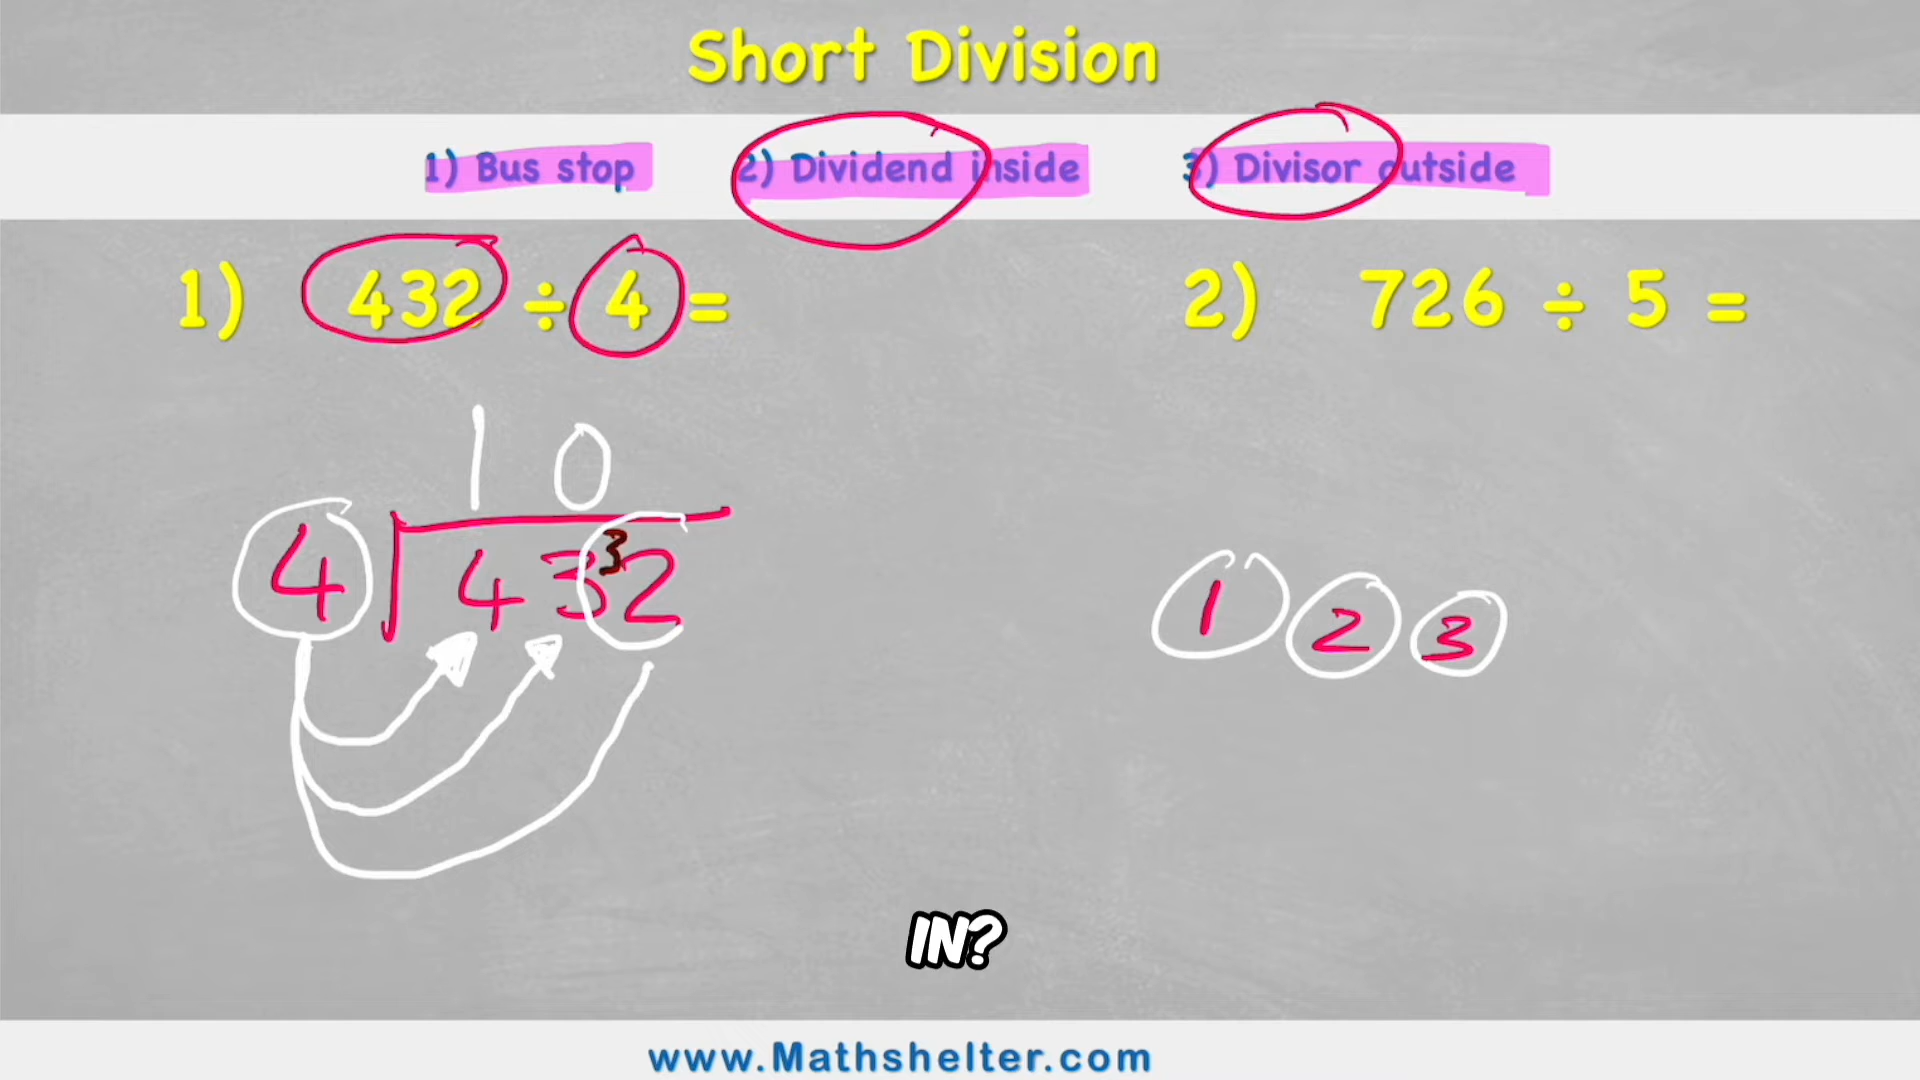 Short Division
1) Bus stop 2) Dividend inside 3) Divisor outside
1) 432 ÷ 4 = 2) 726 ÷ 5 =
1 0
4 4 3 3 2
1 2 3
IN?
www.Mathshelter.com